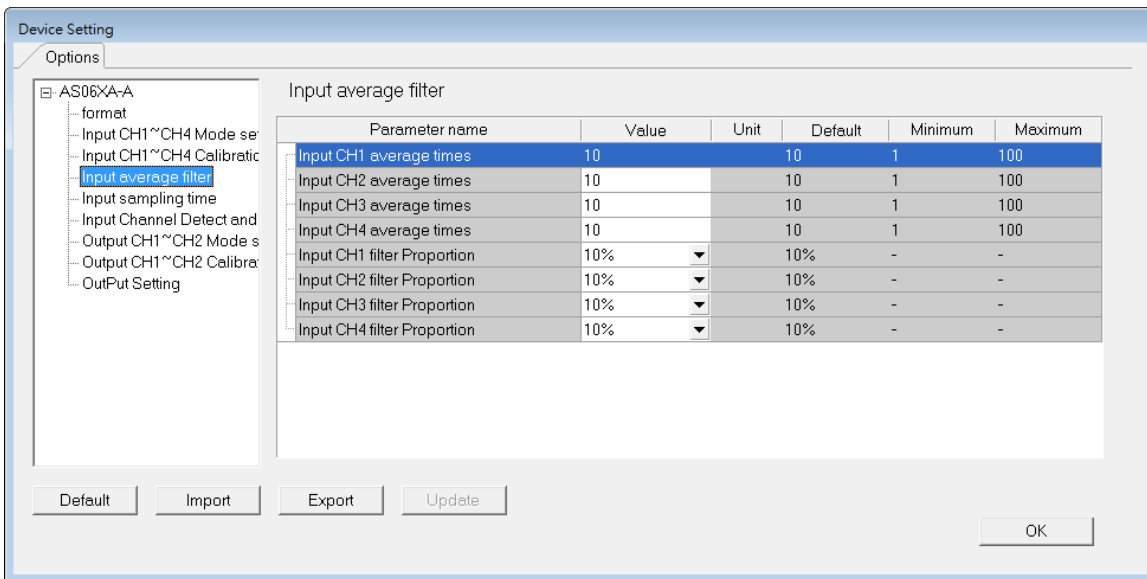 Device Setting
Options
AS06XA-A
format
Input CH1~CH4 Mode se
Input CH1~CH4 Calibratic
Input average filter
Input sampling time
Input Channel Detect and
Output CH1~CH2 Mode s
Output CH1~CH2 Calibra
OutPut Setting
Input average filter
Parameter name Value Unit Default Minimum Maximum
Input CH1 average times 10 10 1 100
Input CH2 average times 10 10 1 100
Input CH3 average times 10 10 1 100
Input CH4 average times 10 10 1 100
Input CH1 filter Proportion 10% 10% - -
Input CH2 filter Proportion 10% 10% - -
Input CH3 filter Proportion 10% 10% - -
Input CH4 filter Proportion 10% 10% - -
Default Import Export Update
OK